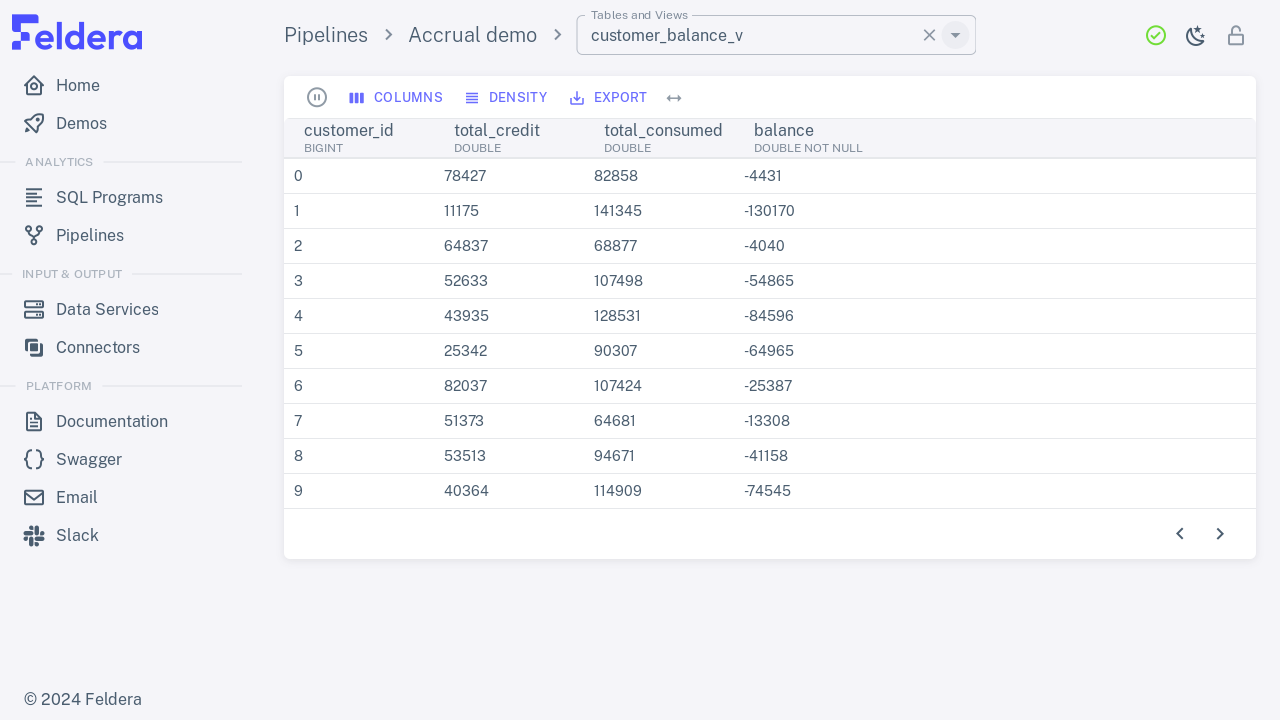 Feldera
Home
Demos
ANALYTICS
SQL Programs
Pipelines
INPUT & OUTPUT
Data Services
Connectors
PLATFORM
Documentation
Swagger
Email
Slack
© 2024 Feldera
Pipelines
Accrual demo
Tables and Views
customer_balance_v
COLUMNS DENSITY EXPORT
customer_id total_credit total_consumed balance
BIGINT DOUBLE DOUBLE DOUBLE NOT NULL
0 78427 82858 -4431
1 11175 141345 -130170
2 64837 68877 -4040
3 52633 107498 -54865
4 43935 128531 -84596
5 25342 90307 -64965
6 82037 107424 -25387
7 51373 64681 -13308
8 53513 94671 -41158
9 40364 114909 -74545